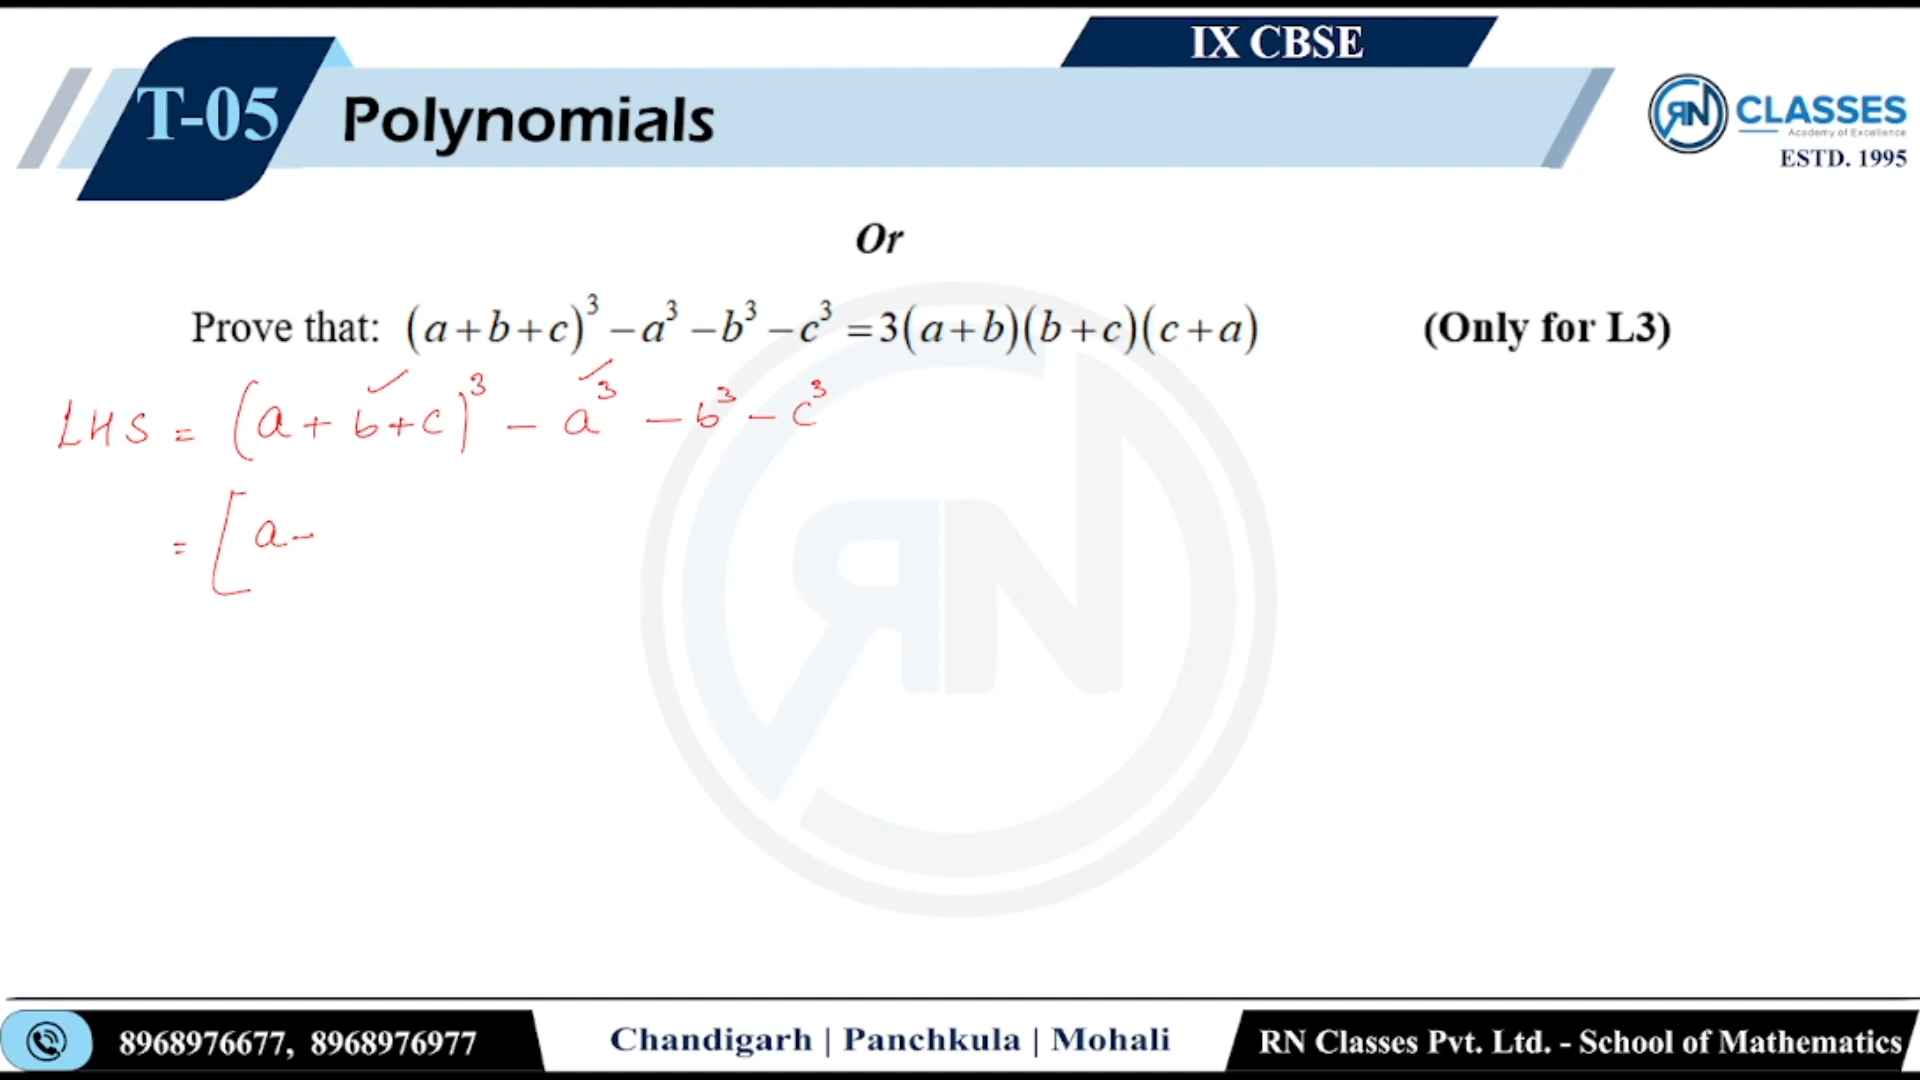 IX CBSE
T-05
Polynomials
RN CLASSES
Academy of Excellence
ESTD. 1995
Or
Prove that: (a+b+c)³ −a³ −b³ −c³ =3(a+b)(b+c)(c+a) (Only for L3)
LHS = (a+b+c)³ − a³ − b³ − c³
= [a−
RN
8968976677, 8968976977
Chandigarh | Panchkula | Mohali
RN Classes Pvt. Ltd. - School of Mathematics